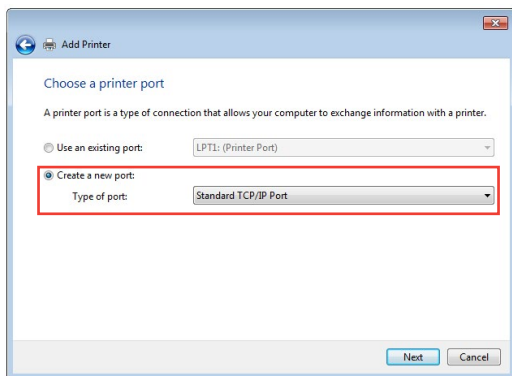 Add Printer
Choose a printer port
A printer port is a type of connection that allows your computer to exchange information with a printer.
Use an existing port: LPT1: (Printer Port)
Create a new port:
Type of port: Standard TCP/IP Port
Next Cancel